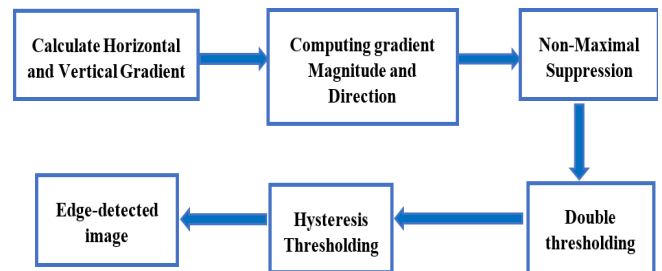 Calculate Horizontal
and Vertical Gradient
Computing gradient
Magnitude and
Direction
Non-Maximal
Suppression
Double
thresholding
Hysteresis
Thresholding
Edge-detected
image